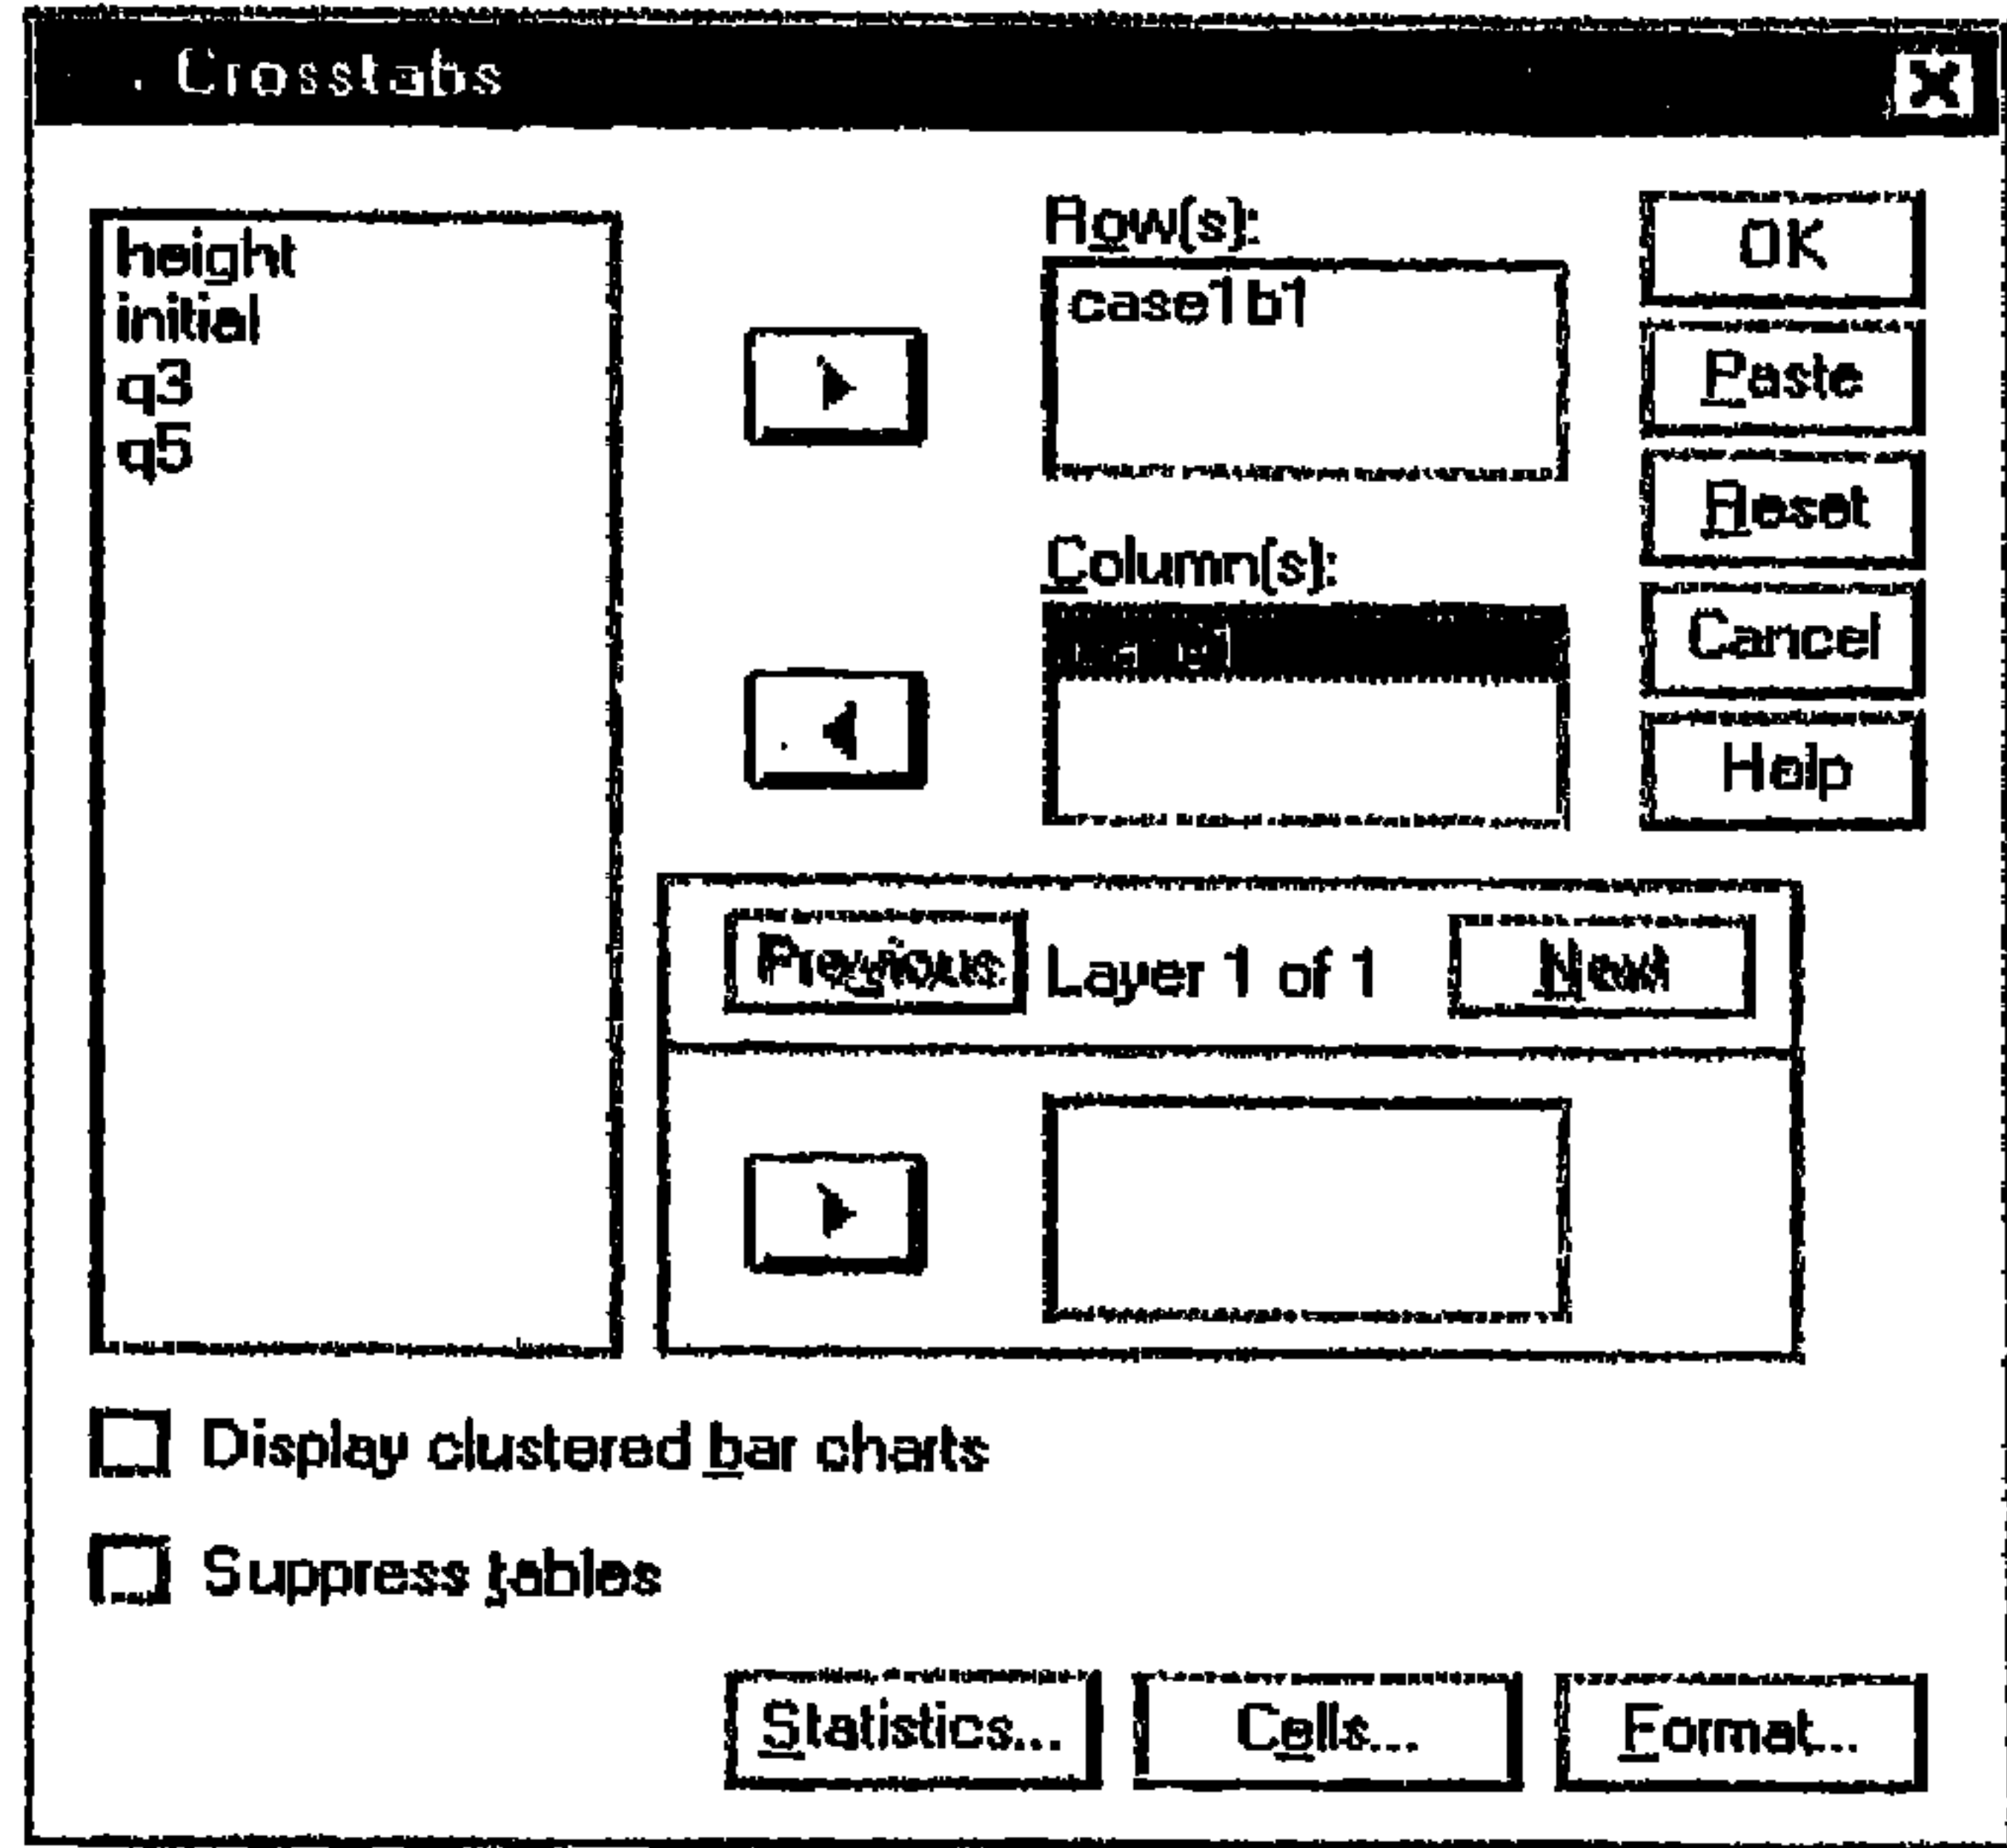 Crosstabs
height
initial
q3
q5
Row(s):
case1b1
Column(s):
OK
Paste
Reset
Cancel
Help
Previous
Layer 1 of 1
Next
Display clustered bar charts
Suppress tables
Statistics...
Cells...
Format...